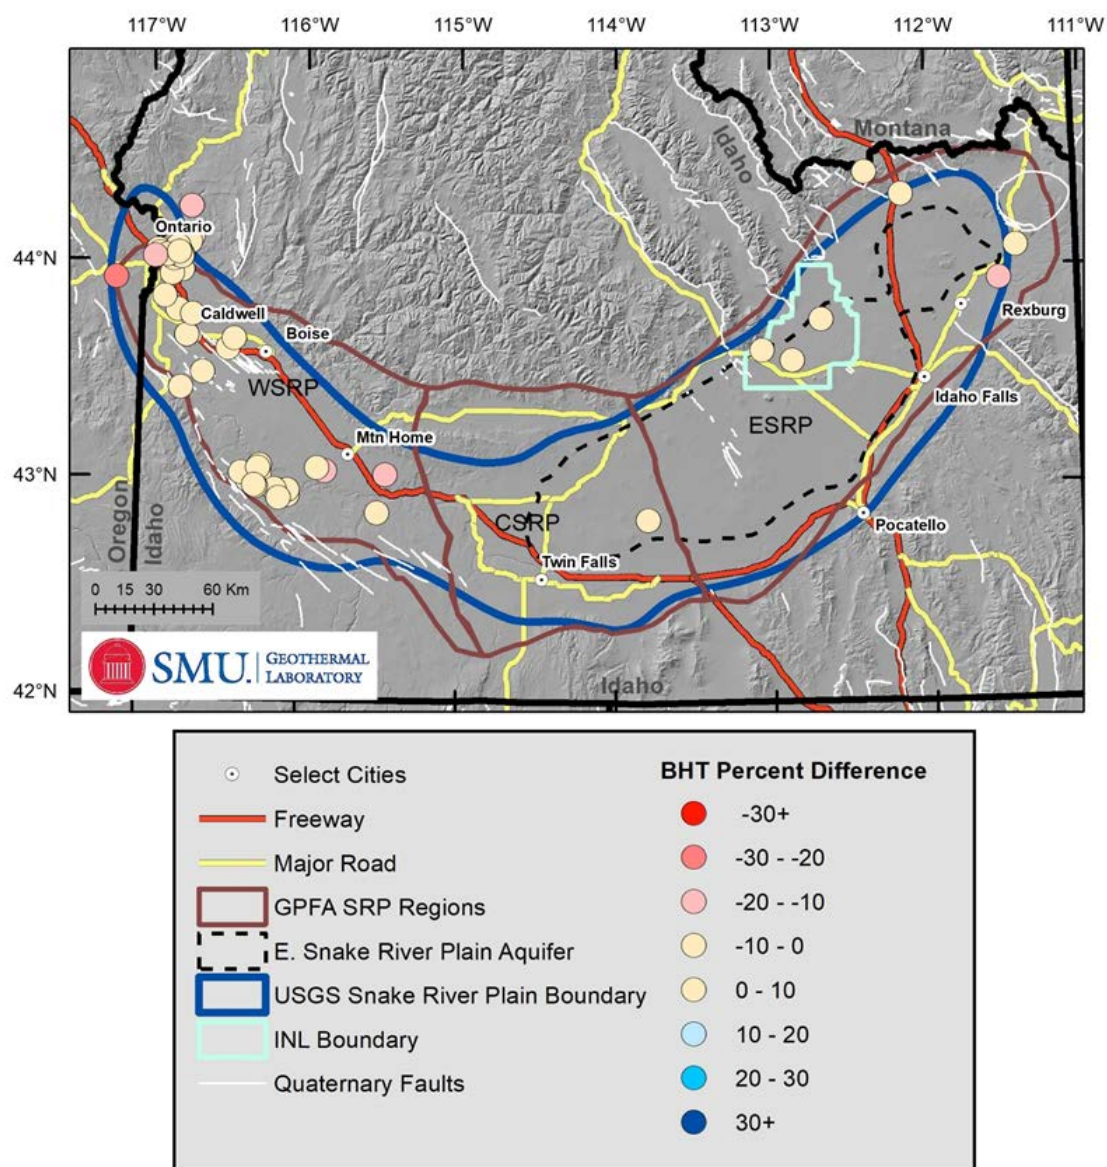 117°W 116°W 115°W 114°W 113°W 112°W 111°W
Montana
Idaho
Ontario
44°N
Caldwell
Boise
Rexburg
WSRP
Idaho Falls
ESRP
Mtn Home
43°N
CSRP
Pocatello
Oregon
Idaho
Twin Falls
0 15 30 60 Km
SMU. GEOTHERMAL
LABORATORY
Idaho
42°N
BHT Percent Difference
Select Cities
-30+
Freeway
-30 - -20
Major Road
-20 - -10
GPFA SRP Regions
-10 - 0
E. Snake River Plain Aquifer
0 - 10
USGS Snake River Plain Boundary
10 - 20
INL Boundary
20 - 30
Quaternary Faults
30+